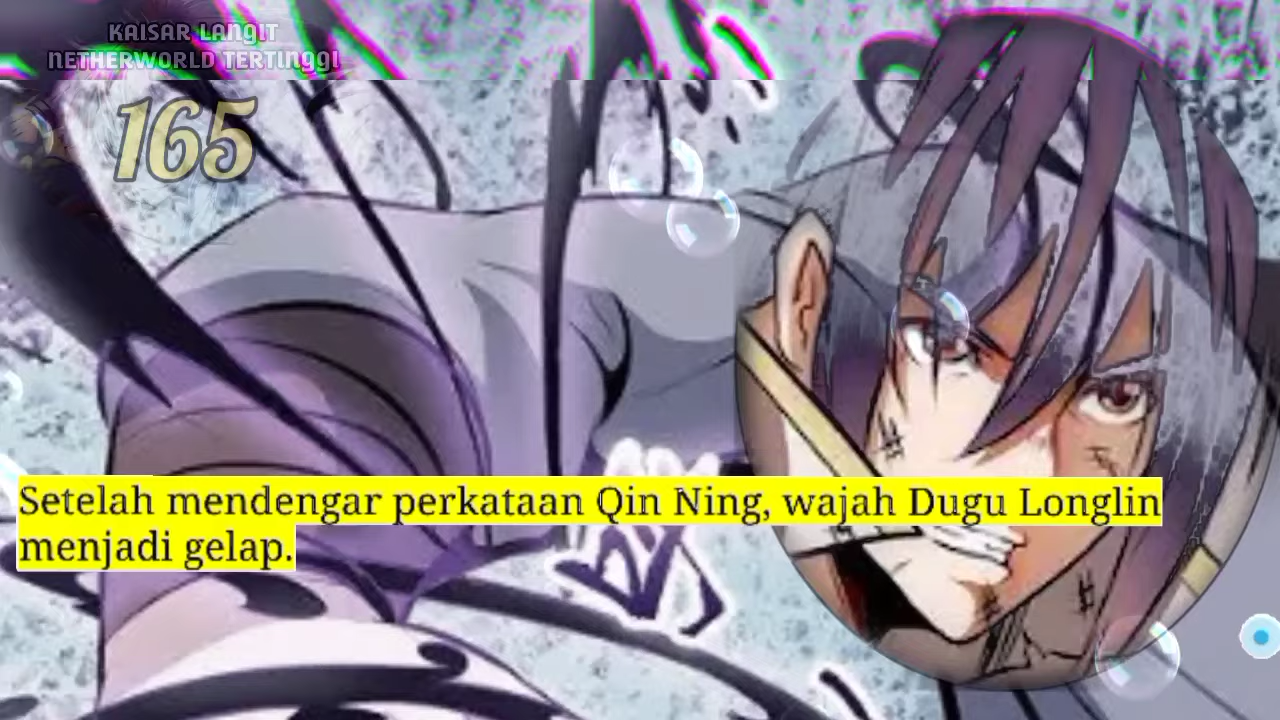 KAISAR LANGIT
NETHERWORLD TERTINGGI
165
Setelah mendengar perkataan Qin Ning, wajah Dugu Longlin
menjadi gelap.